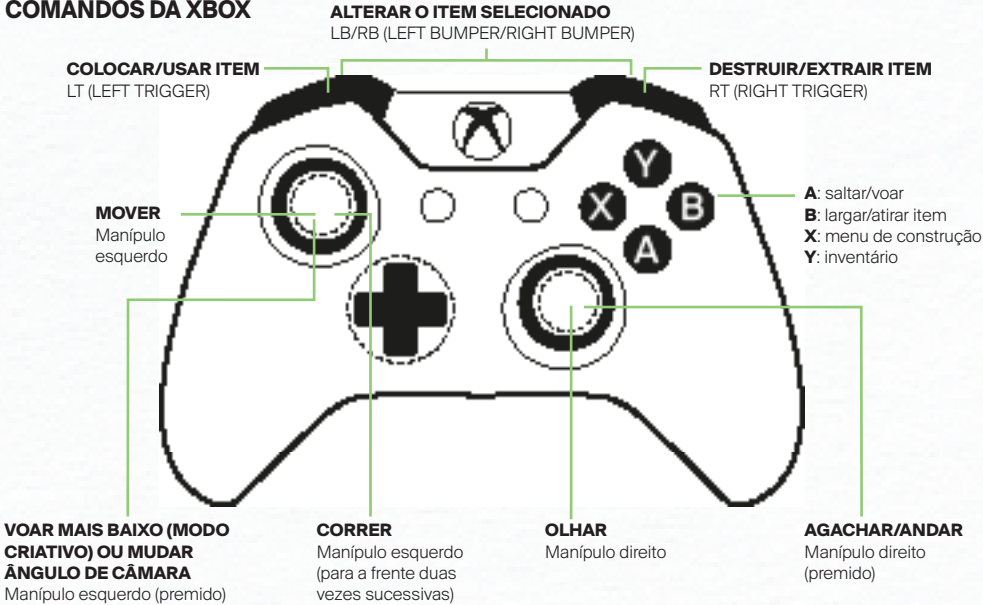 COMANDOS DA XBOX
ALTERAR O ITEM SELECIONADO
LB/RB (LEFT BUMPER/RIGHT BUMPER)
COLOCAR/USAR ITEM
LT (LEFT TRIGGER)
DESTRUIR/EXTRAIR ITEM
RT (RIGHT TRIGGER)
Y
X
B
A
A: saltar/voar
B: largar/atirar item
X: menu de construção
Y: inventário
MOVER
Manípulo
esquerdo
VOAR MAIS BAIXO (MODO
CRIATIVO) OU MUDAR
ÂNGULO DE CÂMARA
Manípulo esquerdo (premido)
CORRER
Manípulo esquerdo
(para a frente duas
vezes sucessivas)
OLHAR
Manípulo direito
AGACHAR/ANDAR
Manípulo direito
(premido)